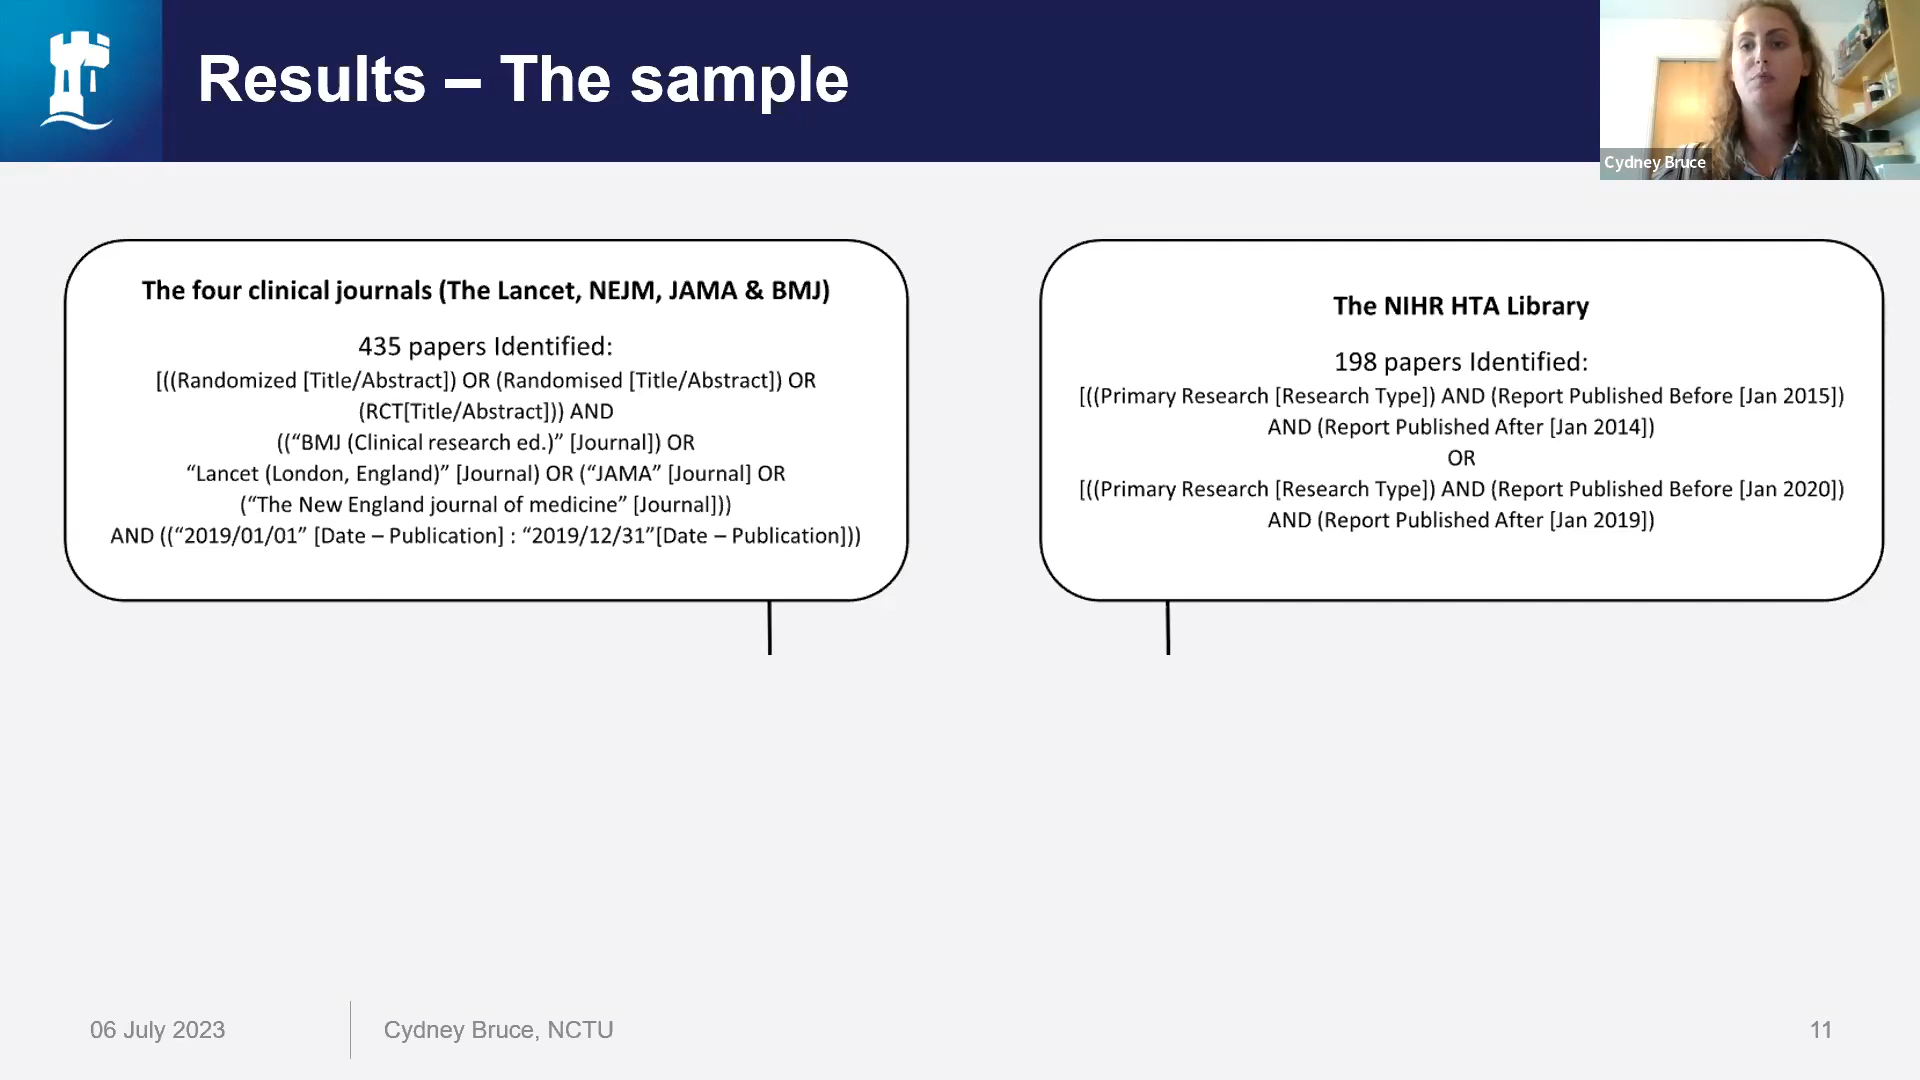 Results – The sample
Cydney Bruce
The four clinical journals (The Lancet, NEJM, JAMA & BMJ)
435 papers Identified:
[((Randomized [Title/Abstract]) OR (Randomised [Title/Abstract]) OR
(RCT[Title/Abstract])) AND
((“BMJ (Clinical research ed.)” [Journal]) OR
“Lancet (London, England)” [Journal) OR (“JAMA” [Journal] OR
(“The New England journal of medicine” [Journal]))
AND ((“2019/01/01” [Date – Publication] : “2019/12/31”[Date – Publication]))
The NIHR HTA Library
198 papers Identified:
[((Primary Research [Research Type]) AND (Report Published Before [Jan 2015])
AND (Report Published After [Jan 2014])
OR
[((Primary Research [Research Type]) AND (Report Published Before [Jan 2020])
AND (Report Published After [Jan 2019])
06 July 2023
Cydney Bruce, NCTU
11